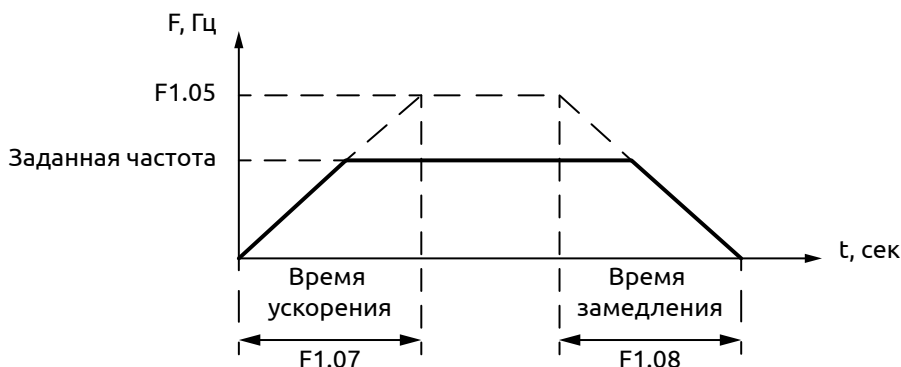 F, Гц
F1.05
Заданная частота
t, сек
Время
ускорения
Время
замедления
F1.07
F1.08